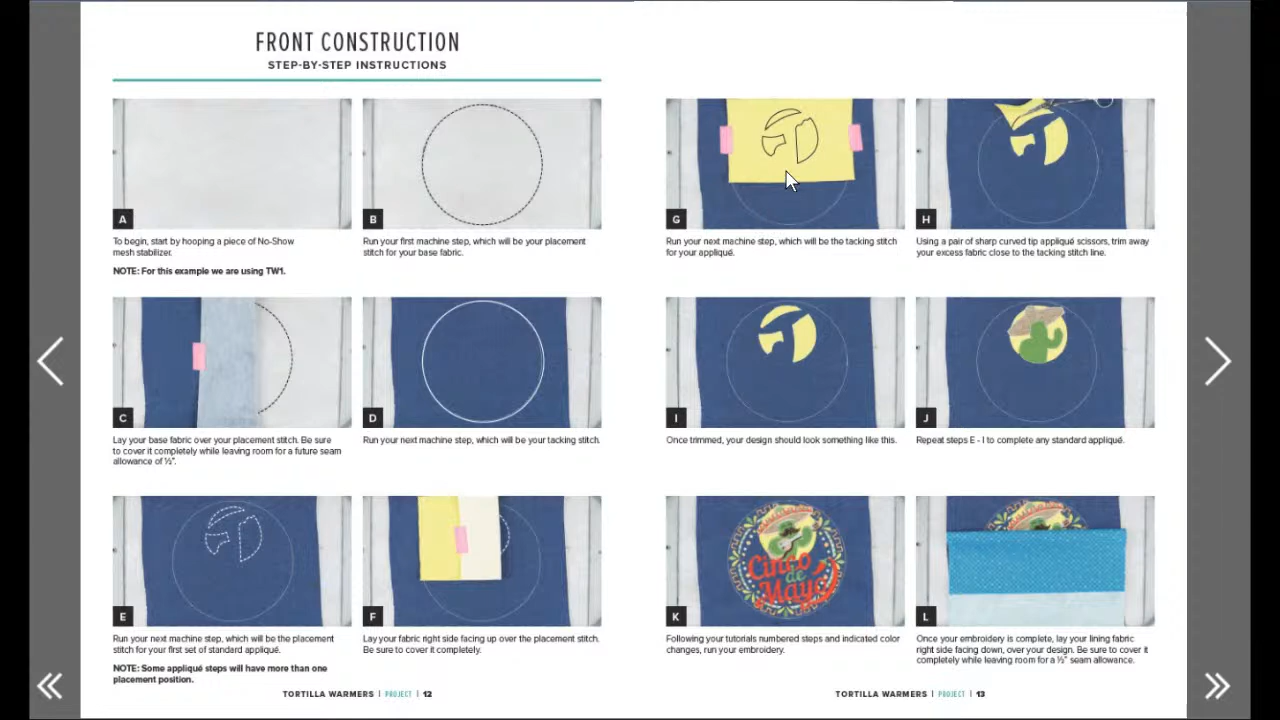 FRONT CONSTRUCTION
STEP-BY-STEP INSTRUCTIONS
A
To begin, start by hooping a piece of No-Show
mesh stabilizer.
NOTE: For this example we are using TW1.
B
Run your first machine step, which will be your placement
stitch for your base fabric.
C
Lay your base fabric over your placement stitch. Be sure
to cover it completely while leaving room for a future seam
allowance of ½".
D
Run your next machine step, which will be your tacking stitch.
E
Run your next machine step, which will be the placement
stitch for your first set of standard appliqué.
NOTE: Some appliqué steps will have more than one
placement position.
F
Lay your fabric right side facing up over the placement stitch.
Be sure to cover it completely.
TORTILLA WARMERS | PROJECT | 12
G
Run your next machine step, which will be the tacking stitch
for your appliqué.
H
Using a pair of sharp curved tip appliqué scissors, trim away
your excess fabric close to the tacking stitch line.
I
Once trimmed, your design should look something like this.
J
Repeat steps E - I to complete any standard appliqué.
Cinco
de
Mayo
K
Following your tutorials numbered steps and indicated color
changes, run your embroidery.
L
Once your embroidery is complete, lay your lining fabric
right side facing down, over your design. Be sure to cover it
completely while leaving room for a ½" seam allowance.
TORTILLA WARMERS | PROJECT | 13